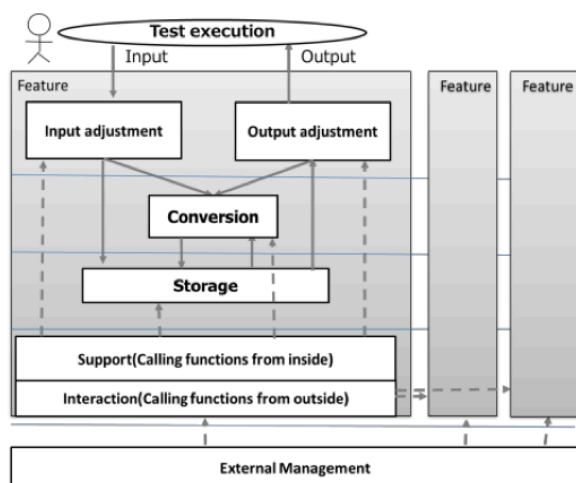 Test execution
Input
Output
Feature
Feature
Feature
Input adjustment
Output adjustment
Conversion
Storage
Support(Calling functions from inside)
Interaction(Calling functions from outside)
External Management